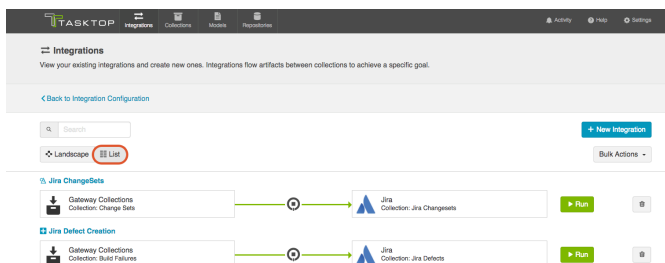 TASKTOP
Integrations
Collections
Models
Repositories
Activity
Help
Settings
Integrations
View your existing integrations and create new ones. Integrations flow artifacts between collections to achieve a specific goal.
Back to Integration Configuration
Search
+ New Integration
Landscape
List
Bulk Actions
Jira ChangeSets
Gateway Collections
Collection: Change Sets
Jira
Collection: Jira Changesets
Run
Jira Defect Creation
Gateway Collections
Collection: Build Failures
Jira
Collection: Jira Defects
Run